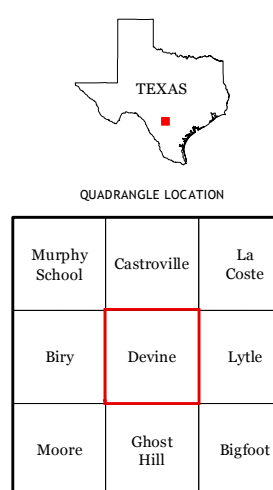 TEXAS
QUADRANGLE LOCATION
Murphy
School
Castroville
La
Coste
Biry
Devine
Lytle
Moore
Ghost
Hill
Bigfoot